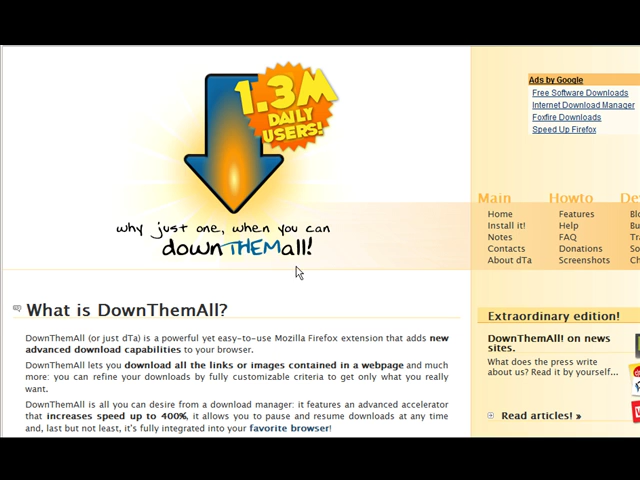 1.3M
DAILY
USERS!
why just one, when you can
downTHEMall!
Ads by Google
Free Software Downloads
Internet Download Manager
Foxfire Downloads
Speed Up Firefox
Main
Home
Install it!
Notes
Contacts
About dTa
Howto
Features
Help
FAQ
Donations
Screenshots
What is DownThemAll?
DownThemAll (or just dTa) is a powerful yet easy-to-use Mozilla Firefox extension that adds new
advanced download capabilities to your browser.
DownThemAll lets you download all the links or images contained in a webpage and much
more: you can refine your downloads by fully customizable criteria to get only what you really
want.
DownThemAll is all you can desire from a download manager: it features an advanced accelerator
that increases speed up to 400%, it allows you to pause and resume downloads at any time
and, last but not least, it's fully integrated into your favorite browser!
Extraordinary edition!
DownThemAll! on news
sites.
What does the press write
about us? Read it by yourself...
Read articles! »